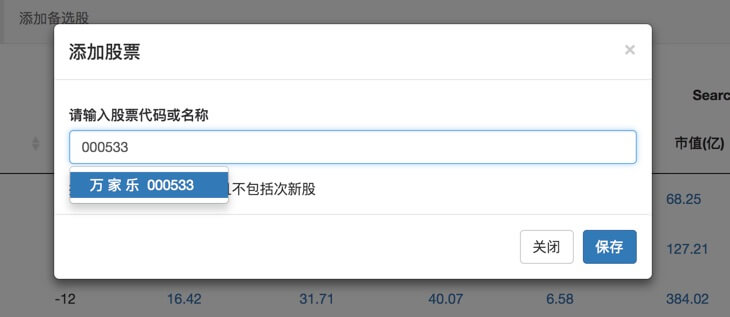 添加备选股
添加股票
×
Searc
请输入股票代码或名称
市值(亿)
000533
万 家 乐 000533
不包括次新股
68.25
关闭
保存
127.21
-12 16.42 31.71 40.07 6.58 384.02